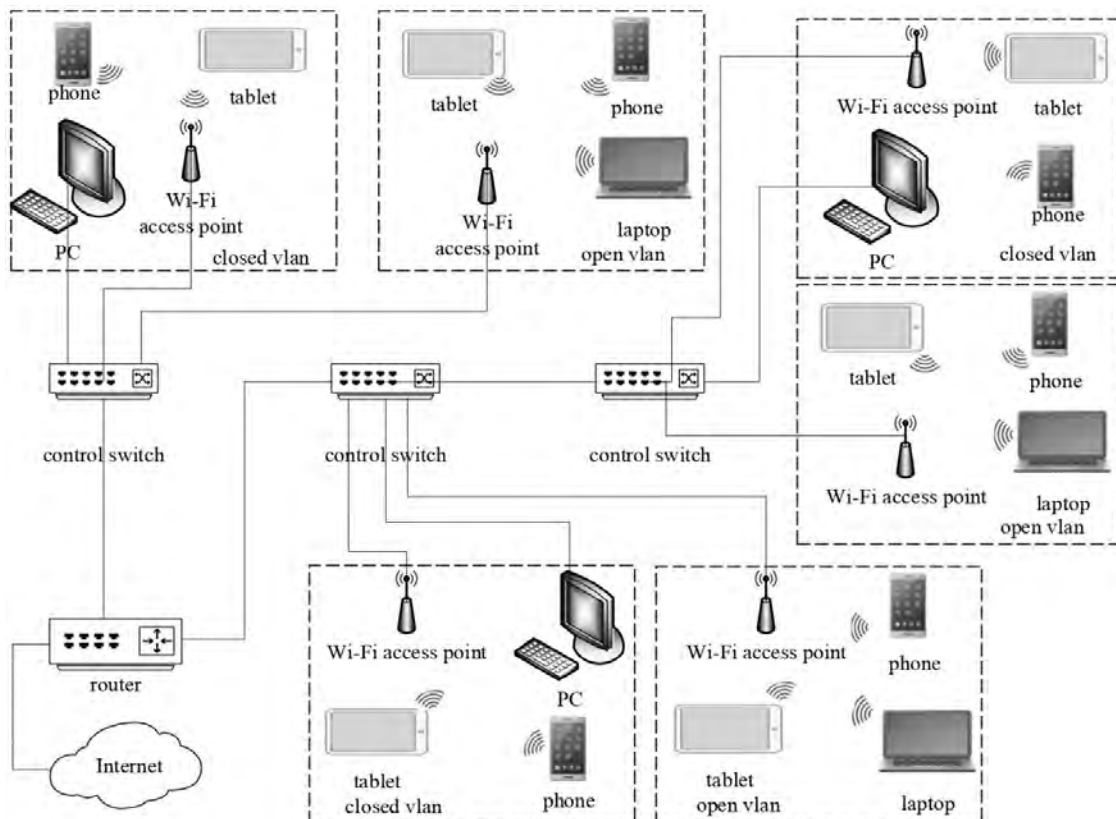 phone
tablet
Wi-Fi
access point
PC
closed vlan
tablet
phone
Wi-Fi
access point
laptop
open vlan
Wi-Fi access point
tablet
phone
PC
closed vlan
tablet
phone
Wi-Fi access point
laptop
open vlan
control switch
control switch
control switch
router
Internet
Wi-Fi access point
PC
tablet
closed vlan
phone
Wi-Fi access point
phone
tablet
open vlan
laptop